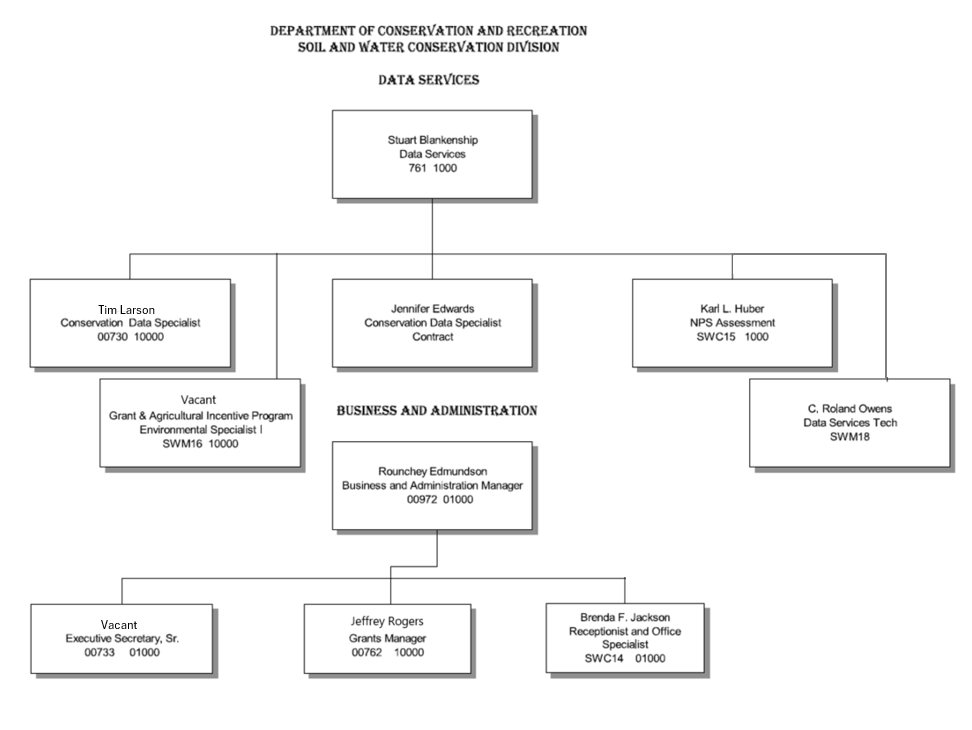 DEPARTMENT OF CONSERVATION AND RECREATION
SOIL AND WATER CONSERVATION DIVISION
DATA SERVICES
Stuart Blankenship
Data Services
761 1000
Tim Larson
Conservation Data Specialist
00730 10000
Jennifer Edwards
Conservation Data Specialist
Contract
Karl L. Huber
NPS Assessment
SWC15 1000
Vacant
Grant & Agricultural Incentive Program
Environmental Specialist I
SWM16 10000
C. Roland Owens
Data Services Tech
SWM18
BUSINESS AND ADMINISTRATION
Rounchey Edmundson
Business and Administration Manager
00972 01000
Vacant
Executive Secretary, Sr.
00733 01000
Jeffrey Rogers
Grants Manager
00762 10000
Brenda F. Jackson
Receptionist and Office
Specialist
SWC14 01000